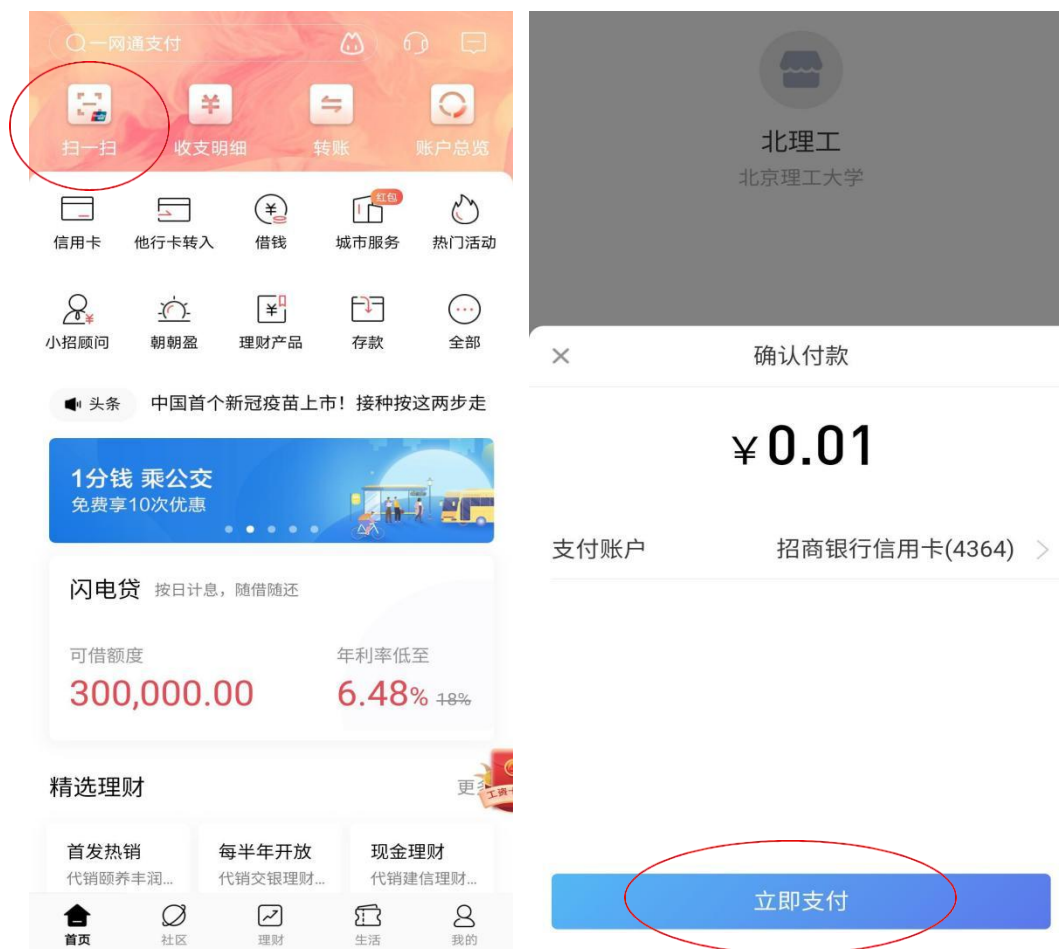 一网通支付
扫一扫 收支明细 转账 账户总览
红包
信用卡 他行卡转入 借钱 城市服务 热门活动
小招顾问 朝朝盈 理财产品 存款 全部
头条 中国首个新冠疫苗上市！接种按这两步走
1分钱 乘公交
免费享10次优惠
闪电贷 按日计息，随借随还
可借额度 年利率低至
300,000.00 6.48% 18%
精选理财 更多
首发热销 每半年开放 现金理财
代销颐养丰润... 代销交银理财... 代销建信理财...
首页 社区 理财 生活 我的
北理工
北京理工大学
确认付款
¥0.01
支付账户 招商银行信用卡(4364)
立即支付